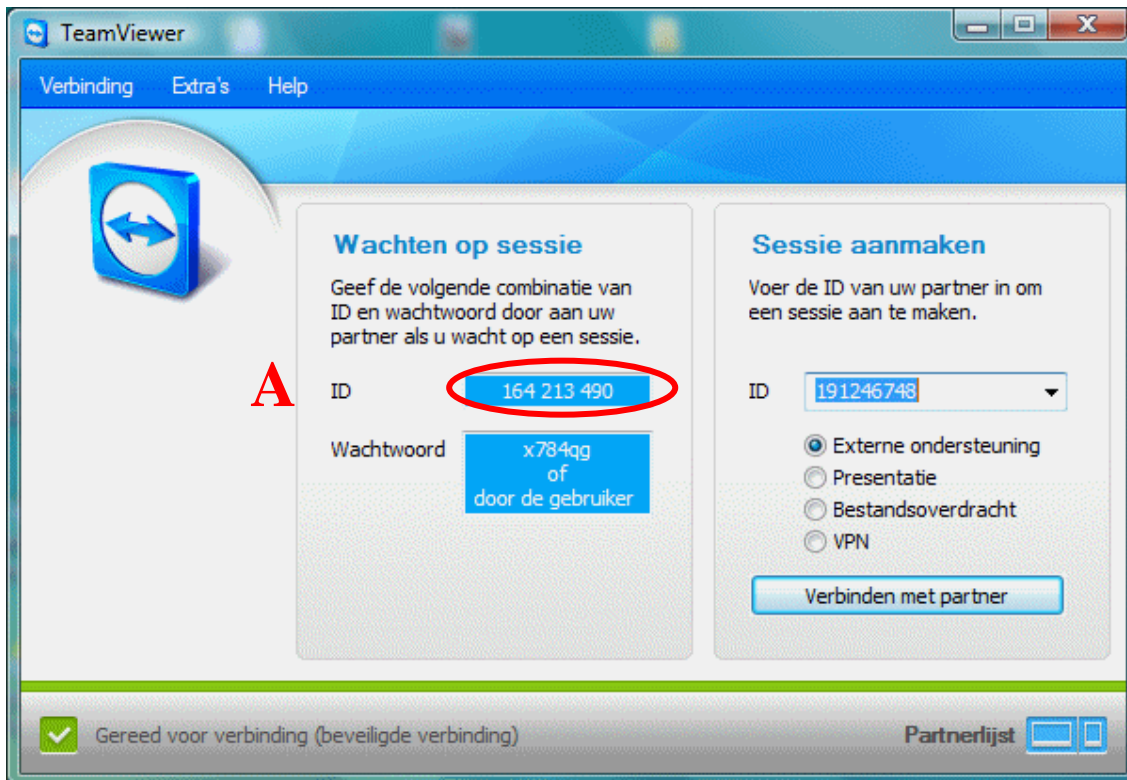 TeamViewer
Verbinding Extra's Help
Wachten op sessie
Geef de volgende combinatie van
ID en wachtwoord door aan uw
partner als u wacht op een sessie.
A
ID 164 213 490
Wachtwoord x784qg
of
door de gebruiker
Sessie aanmaken
Voer de ID van uw partner in om
een sessie aan te maken.
ID 191246748
Externe ondersteuning
Presentatie
Bestandsoverdracht
VPN
Verbinden met partner
Gereed voor verbinding (beveiligde verbinding)
Partnerlijst